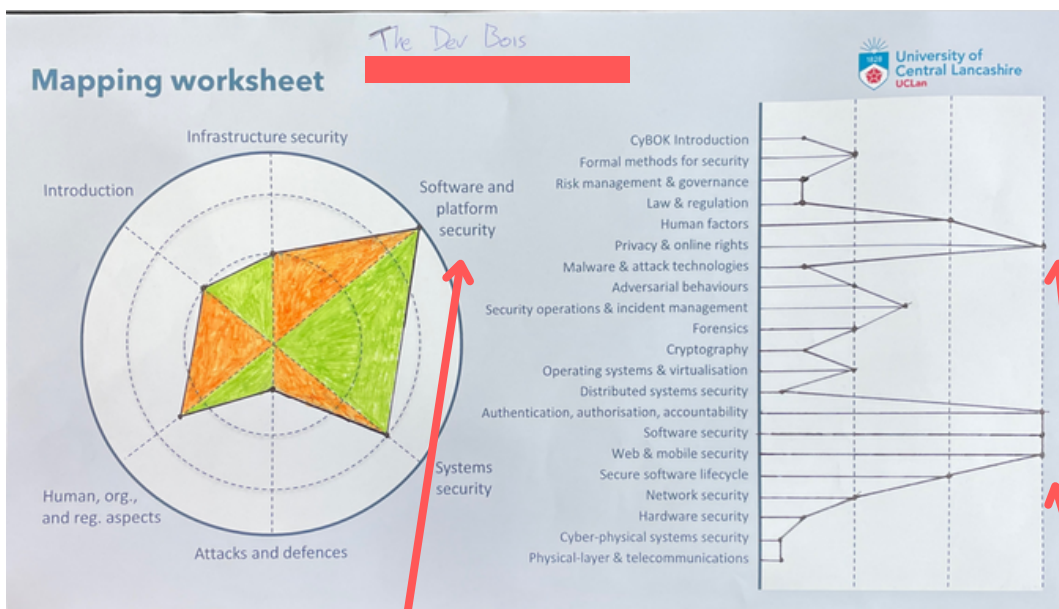 The Dev Bois
Mapping worksheet
1828
University of
Central Lancashire
UCLan
Infrastructure security
Introduction
Software and
platform
security
Systems
security
Human, org.,
and reg. aspects
Attacks and defences
CyBOK Introduction
Formal methods for security
Risk management & governance
Law & regulation
Human factors
Privacy & online rights
Malware & attack technologies
Adversarial behaviours
Security operations & incident management
Forensics
Cryptography
Operating systems & virtualisation
Distributed systems security
Authentication, authorisation, accountability
Software security
Web & mobile security
Secure software lifecycle
Network security
Hardware security
Cyber-physical systems security
Physical-layer & telecommunications